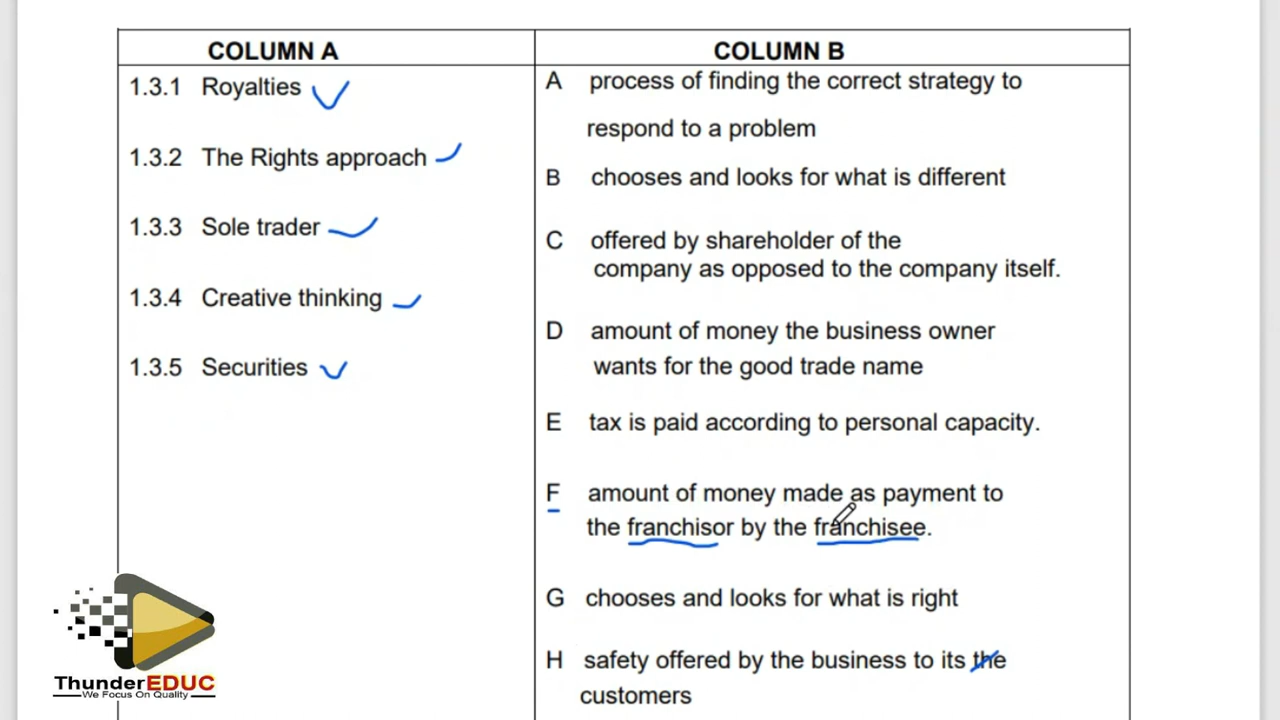 COLUMN A
1.3.1 Royalties
1.3.2 The Rights approach
1.3.3 Sole trader
1.3.4 Creative thinking
1.3.5 Securities
COLUMN B
A process of finding the correct strategy to
respond to a problem
B chooses and looks for what is different
C offered by shareholder of the
company as opposed to the company itself.
D amount of money the business owner
wants for the good trade name
E tax is paid according to personal capacity.
F amount of money made as payment to
the franchisor by the franchisee.
G chooses and looks for what is right
H safety offered by the business to its the
customers
ThunderEDUC
We Focus On Quality